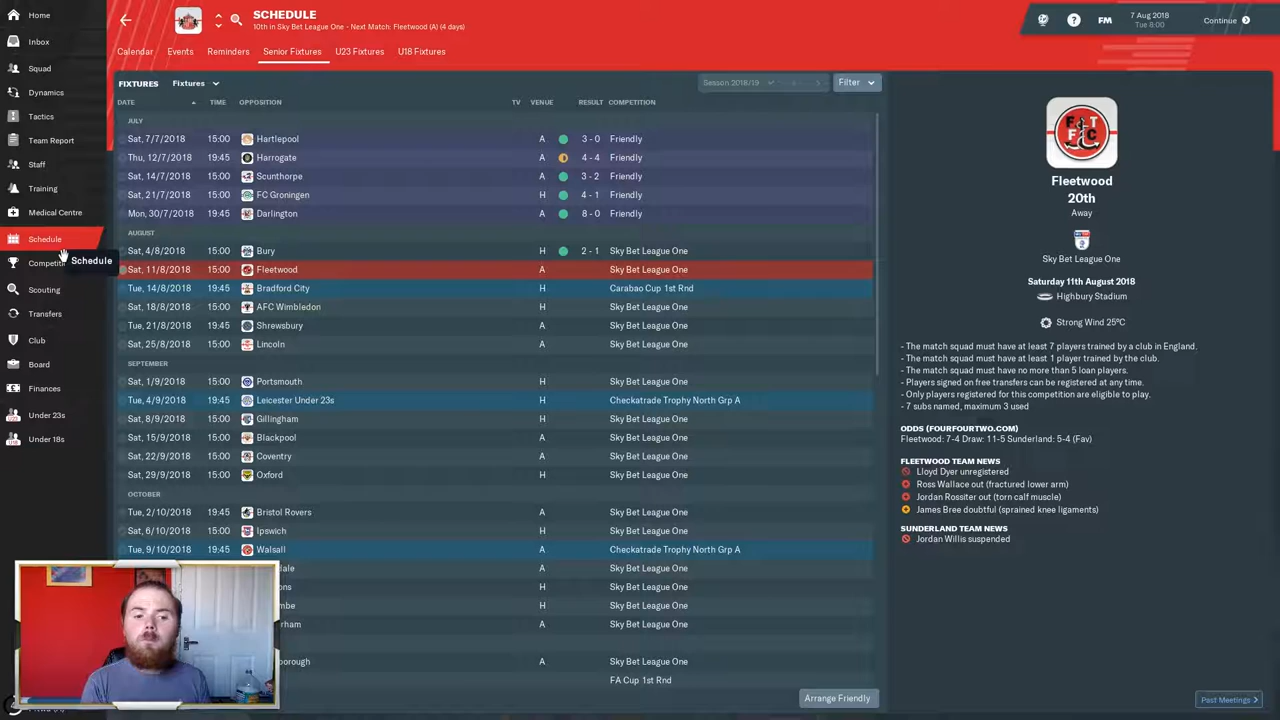 Home
Inbox
Squad
Dynamics
Tactics
Team Report
Staff
Training
Medical Centre
Schedule
Schedule
Competiti
Scouting
Transfers
Club
Board
Finances
Under 23s
Under 18s
SCHEDULE
10th in Sky Bet League One - Next Match: Fleetwood (A) (4 days)
FM
7 Aug 2018
Tue 8:00
Continue
Calendar Events Reminders Senior Fixtures U23 Fixtures U18 Fixtures
FIXTURES Fixtures
Season 2018/19
Filter
DATE TIME OPPOSITION TV VENUE RESULT COMPETITION
JULY
Sat, 7/7/2018 15:00 Hartlepool A 3 - 0 Friendly
Thu, 12/7/2018 19:45 Harrogate A 4 - 4 Friendly
Sat, 14/7/2018 15:00 Scunthorpe A 3 - 2 Friendly
Sat, 21/7/2018 15:00 FC Groningen H 4 - 1 Friendly
Mon, 30/7/2018 19:45 Darlington A 8 - 0 Friendly
AUGUST
Sat, 4/8/2018 15:00 Bury H 2 - 1 Sky Bet League One
Sat, 11/8/2018 15:00 Fleetwood A Sky Bet League One
Tue, 14/8/2018 19:45 Bradford City H Carabao Cup 1st Rnd
Sat, 18/8/2018 15:00 AFC Wimbledon H Sky Bet League One
Tue, 21/8/2018 19:45 Shrewsbury A Sky Bet League One
Sat, 25/8/2018 15:00 Lincoln A Sky Bet League One
SEPTEMBER
Sat, 1/9/2018 15:00 Portsmouth H Sky Bet League One
Tue, 4/9/2018 19:45 Leicester Under 23s H Checkatrade Trophy North Grp A
Sat, 8/9/2018 15:00 Gillingham H Sky Bet League One
Sat, 15/9/2018 15:00 Blackpool A Sky Bet League One
Sat, 22/9/2018 15:00 Coventry A Sky Bet League One
Sat, 29/9/2018 15:00 Oxford H Sky Bet League One
OCTOBER
Tue, 2/10/2018 19:45 Bristol Rovers A Sky Bet League One
Sat, 6/10/2018 15:00 Ipswich H Sky Bet League One
Tue, 9/10/2018 19:45 Walsall A Checkatrade Trophy North Grp A
dale A Sky Bet League One
ons H Sky Bet League One
mbe H Sky Bet League One
rham A Sky Bet League One
borough A Sky Bet League One
FA Cup 1st Rnd
Arrange Friendly
Fleetwood
20th
Away
Sky Bet League One
Saturday 11th August 2018
Highbury Stadium
Strong Wind 25ºC
- The match squad must have at least 7 players trained by a club in England.
- The match squad must have at least 1 player trained by the club.
- The match squad must have no more than 5 loan players.
- Players signed on free transfers can be registered at any time.
- Only players registered for this competition are eligible to play.
- 7 subs named, maximum 3 used
ODDS (FOURFOURTWO.COM)
Fleetwood: 7-4 Draw: 11-5 Sunderland: 5-4 (Fav)
FLEETWOOD TEAM NEWS
Lloyd Dyer unregistered
Ross Wallace out (fractured lower arm)
Jordan Rossiter out (torn calf muscle)
James Bree doubtful (sprained knee ligaments)
SUNDERLAND TEAM NEWS
Jordan Willis suspended
Past Meetings